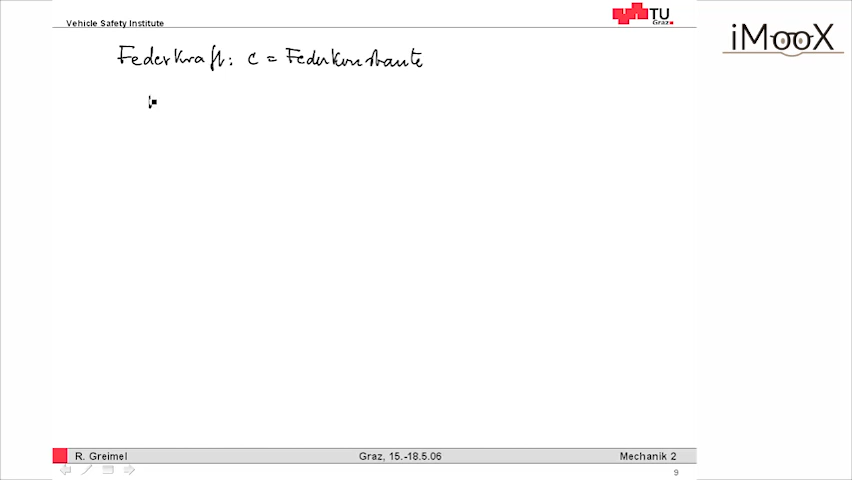 Vehicle Safety Institute
TU
Graz
iMooX
Federkraft: c = Federkonstante
R. Greimel
Graz, 15.-18.5.06
Mechanik 2
9